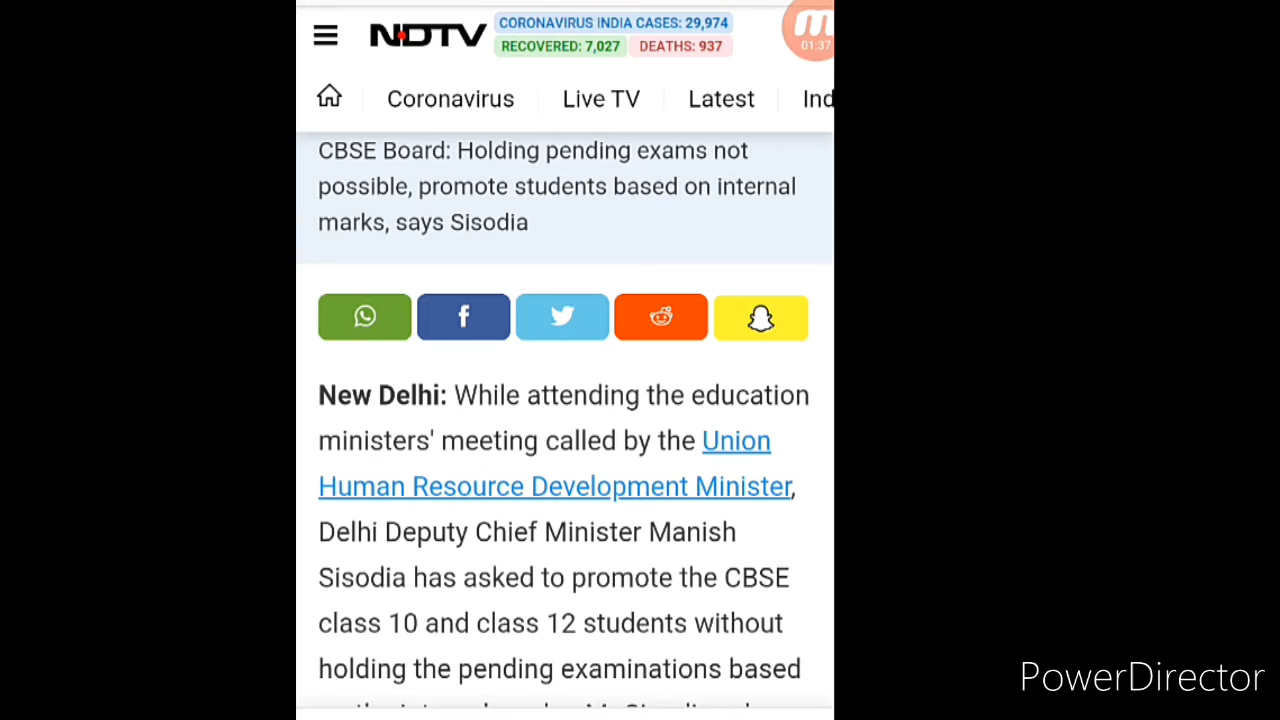 NDTV
CORONAVIRUS INDIA CASES: 29,974
RECOVERED: 7,027 DEATHS: 937
01:37
Coronavirus Live TV Latest Ind
CBSE Board: Holding pending exams not
possible, promote students based on internal
marks, says Sisodia
New Delhi: While attending the education
ministers' meeting called by the Union
Human Resource Development Minister,
Delhi Deputy Chief Minister Manish
Sisodia has asked to promote the CBSE
class 10 and class 12 students without
holding the pending examinations based
PowerDirector